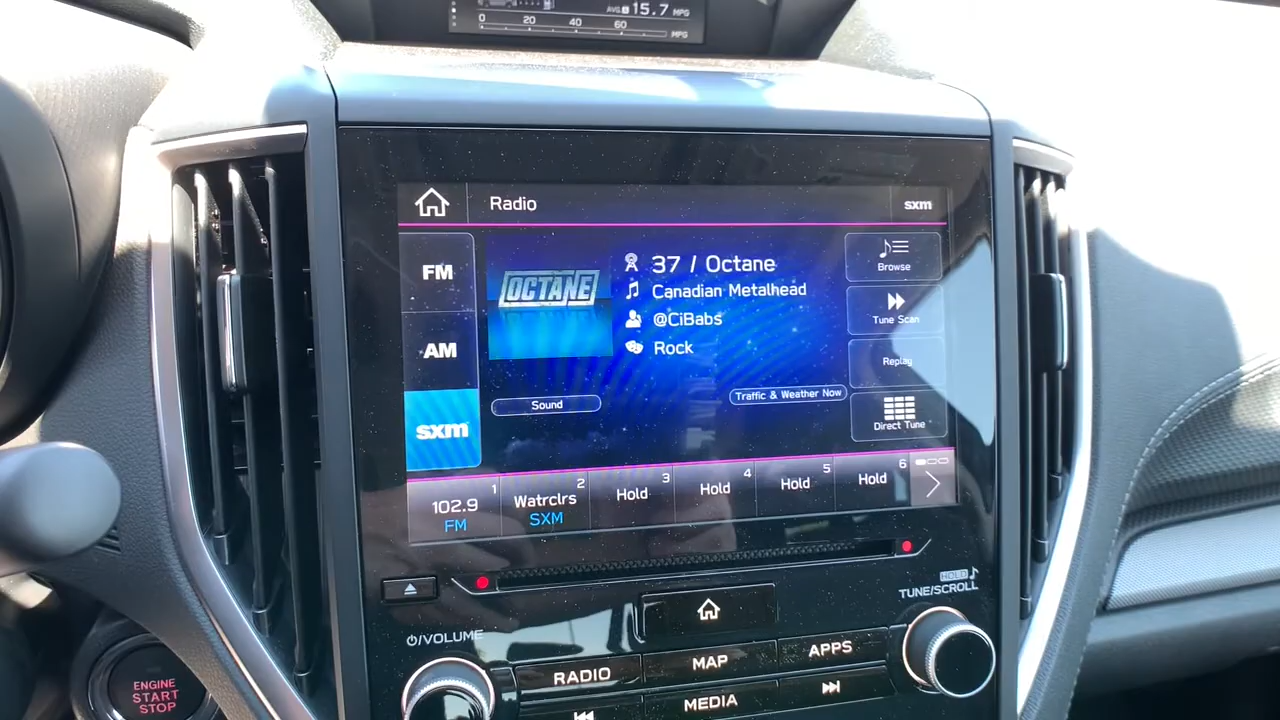 AVG. 15.7 MPG
0 20 40 60
MPG
Radio
sxm
FM
AM
sxm
OCTANE
37 / Octane
Canadian Metalhead
@CiBabs
Rock
Sound
Traffic & Weather Now
Browse
Tune Scan
Replay
Direct Tune
1
102.9
FM
2
Watrclrs
SXM
3
Hold
4
Hold
5
Hold
6
Hold
HOLD
TUNE/SCROLL
/VOLUME
RADIO
MAP
APPS
MEDIA
ENGINE
START
STOP